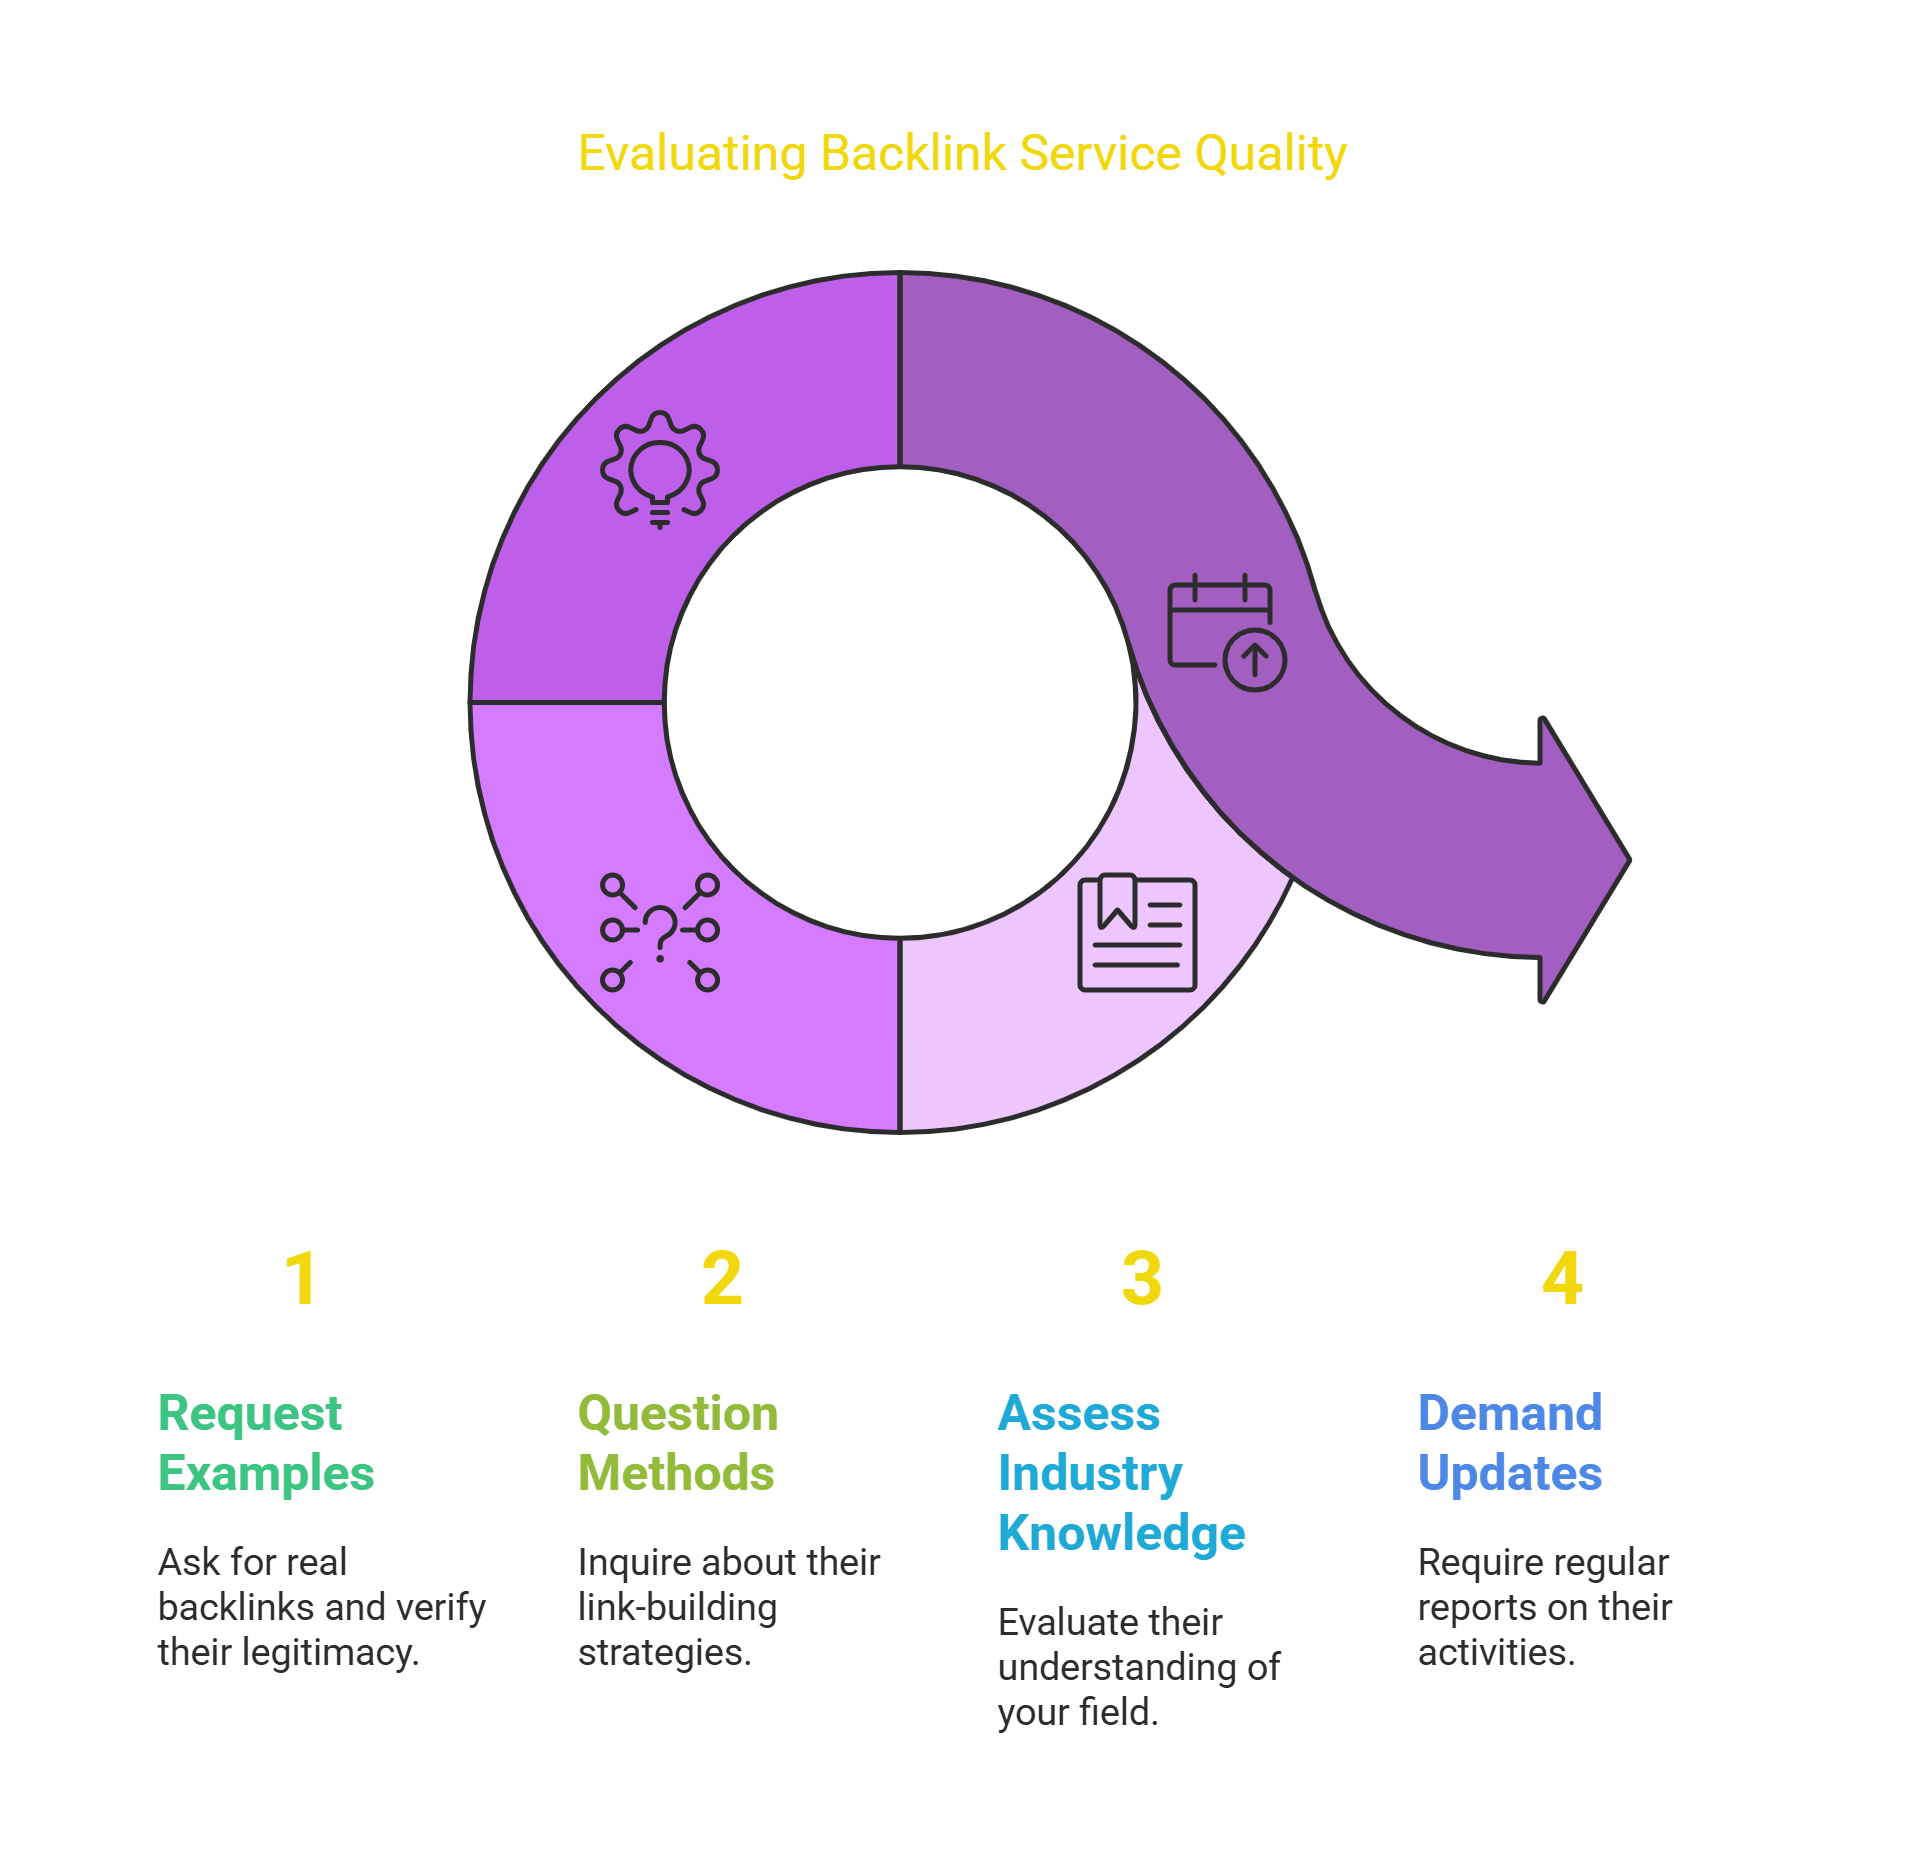 Evaluating Backlink Service Quality
1
2
3
4
Request
Examples
Ask for real
backlinks and verify
their legitimacy.
Question
Methods
Inquire about their
link-building
strategies.
Assess
Industry
Knowledge
Evaluate their
understanding of
your field.
Demand
Updates
Require regular
reports on their
activities.